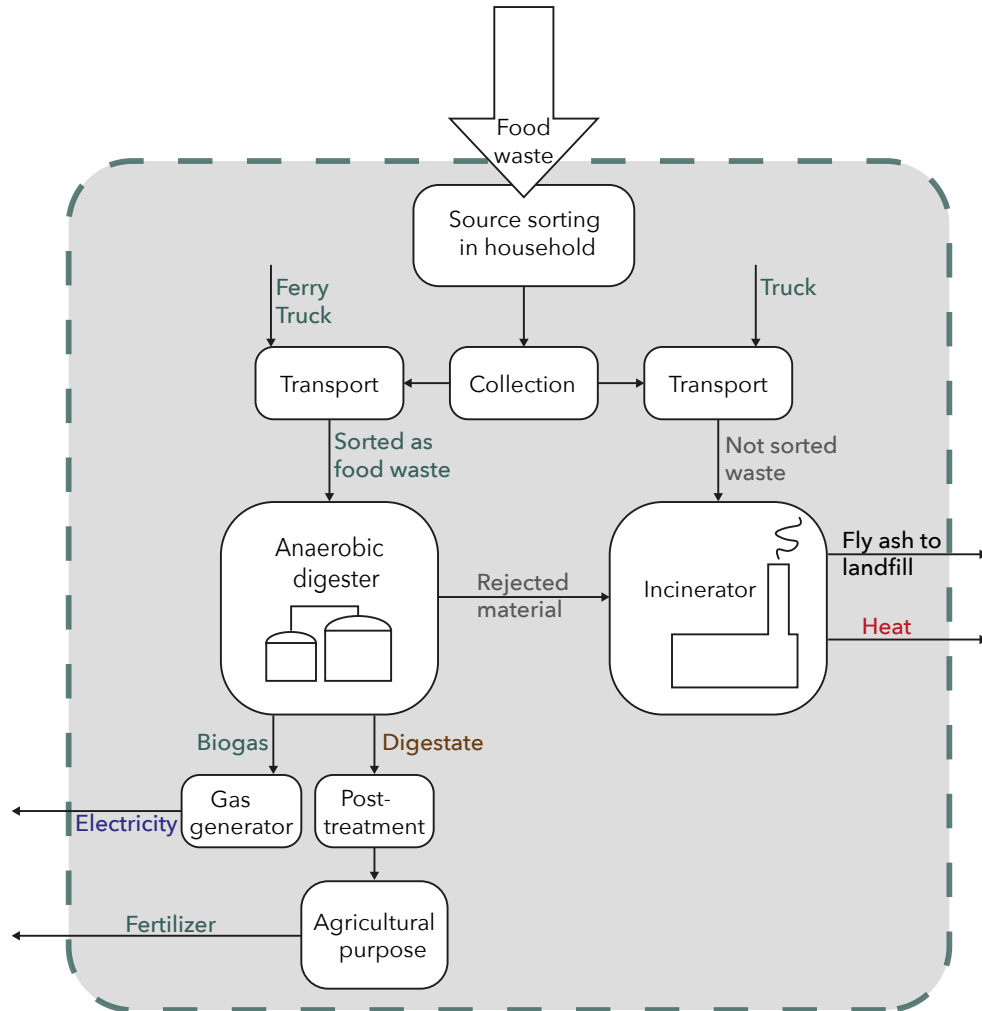 Food
waste
Source sorting
in household
Ferry
Truck
Truck
Transport
Collection
Transport
Sorted as
food waste
Not sorted
waste
Anaerobic
digester
Rejected
material
Incinerator
Fly ash to
landfill
Heat
Biogas
Digestate
Gas
generator
Post-
treatment
Electricity
Agricultural
purpose
Fertilizer